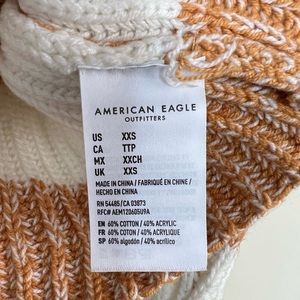 AMERICAN EAGLE
OUTFITTERS
US XXS
CA TTP
MX XXCH
UK XXS
MADE IN CHINA / FABRIQUÉ EN CHINE /
HECHO EN CHINA
RN 54485/CA 03873
RFC# AEM120605U9A
EN 60% COTTON / 40% ACRYLIC
FR 60% COTON / 40% ACRYLIQUE
SP 60% algodón / 40% acrílico